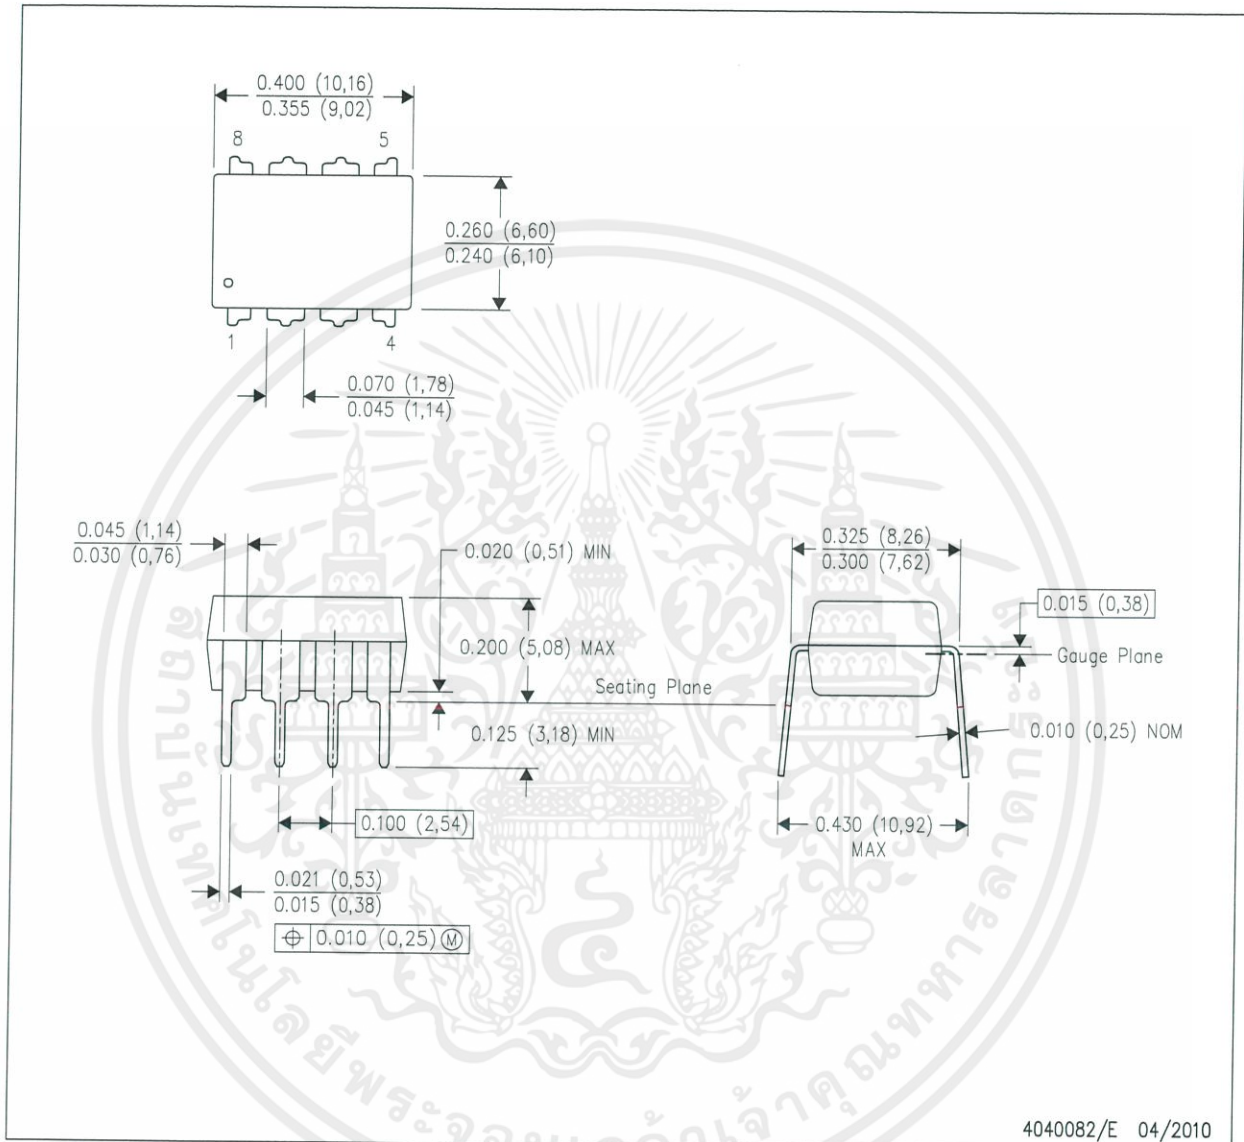 0.400 (10,16)
0.355 (9,02)
8
5
0.260 (6,60)
0.240 (6,10)
1
4
0.070 (1,78)
0.045 (1,14)
0.045 (1,14)
0.030 (0,76)
0.020 (0,51) MIN
0.325 (8,26)
0.300 (7,62)
0.015 (0,38)
0.200 (5,08) MAX
Gauge Plane
Seating Plane
0.125 (3,18) MIN
0.010 (0,25) NOM
0.100 (2,54)
0.430 (10,92)
MAX
0.021 (0,53)
0.015 (0,38)
⌖ 0.010 (0,25) Ⓜ
4040082/E 04/2010